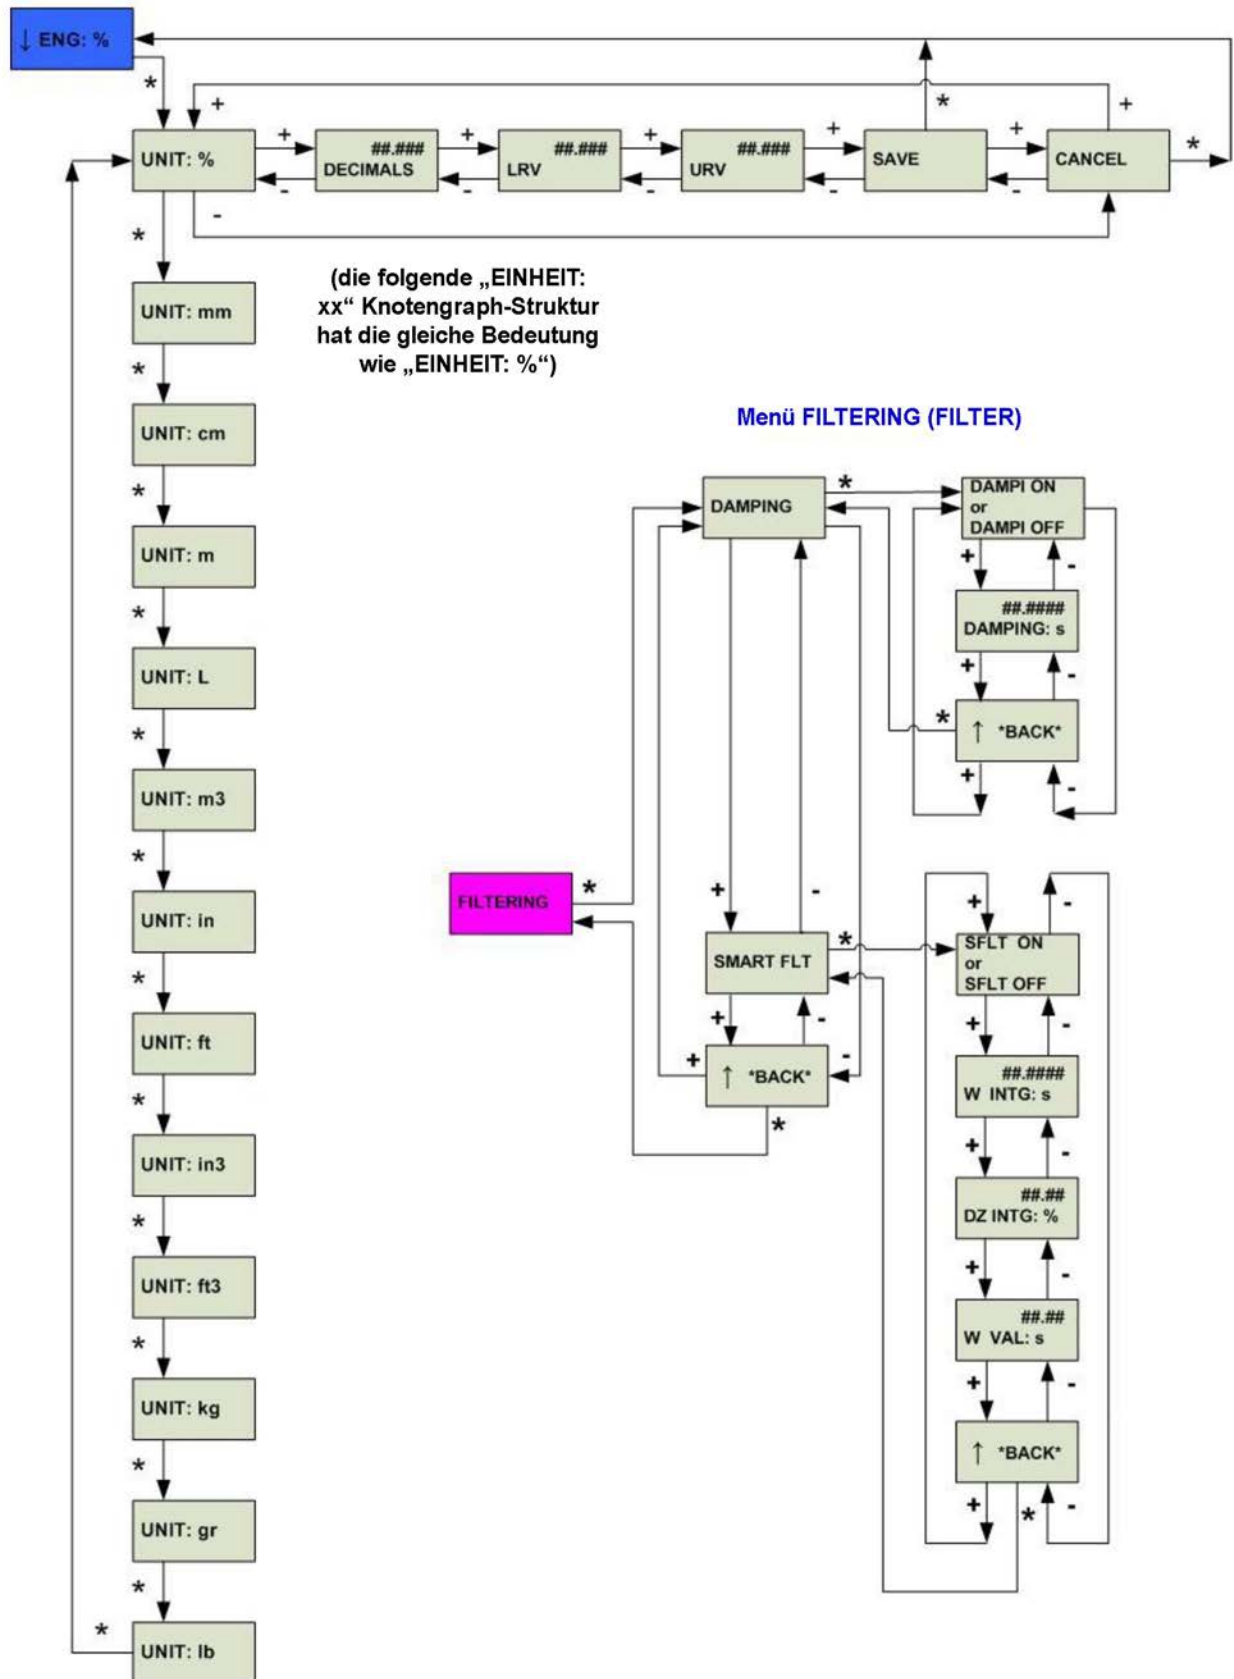 ↓ ENG: %
*
+
*
+
*
UNIT: %
+
-
##.###
DECIMALS
+
-
##.###
LRV
+
-
##.###
URV
+
-
SAVE
+
-
CANCEL
-
*
(die folgende „EINHEIT:
xx“ Knotengraph-Struktur
hat die gleiche Bedeutung
wie „EINHEIT: %“)
UNIT: mm
*
UNIT: cm
*
UNIT: m
*
UNIT: L
*
UNIT: m3
*
UNIT: in
*
UNIT: ft
*
UNIT: in3
*
UNIT: ft3
*
UNIT: kg
*
UNIT: gr
*
*
UNIT: lb
Menü FILTERING (FILTER)
DAMPING
*
DAMPI ON
or
DAMPI OFF
+
-
##.####
DAMPING: s
+
-
*
↑ *BACK*
+
-
FILTERING
*
+
-
SMART FLT
*
+
-
+
↑ *BACK*
-
*
+
-
SFLT ON
or
SFLT OFF
+
-
##.####
W INTG: s
+
-
##.##
DZ INTG: %
+
-
##.##
W VAL: s
+
-
↑ *BACK*
+
*
-